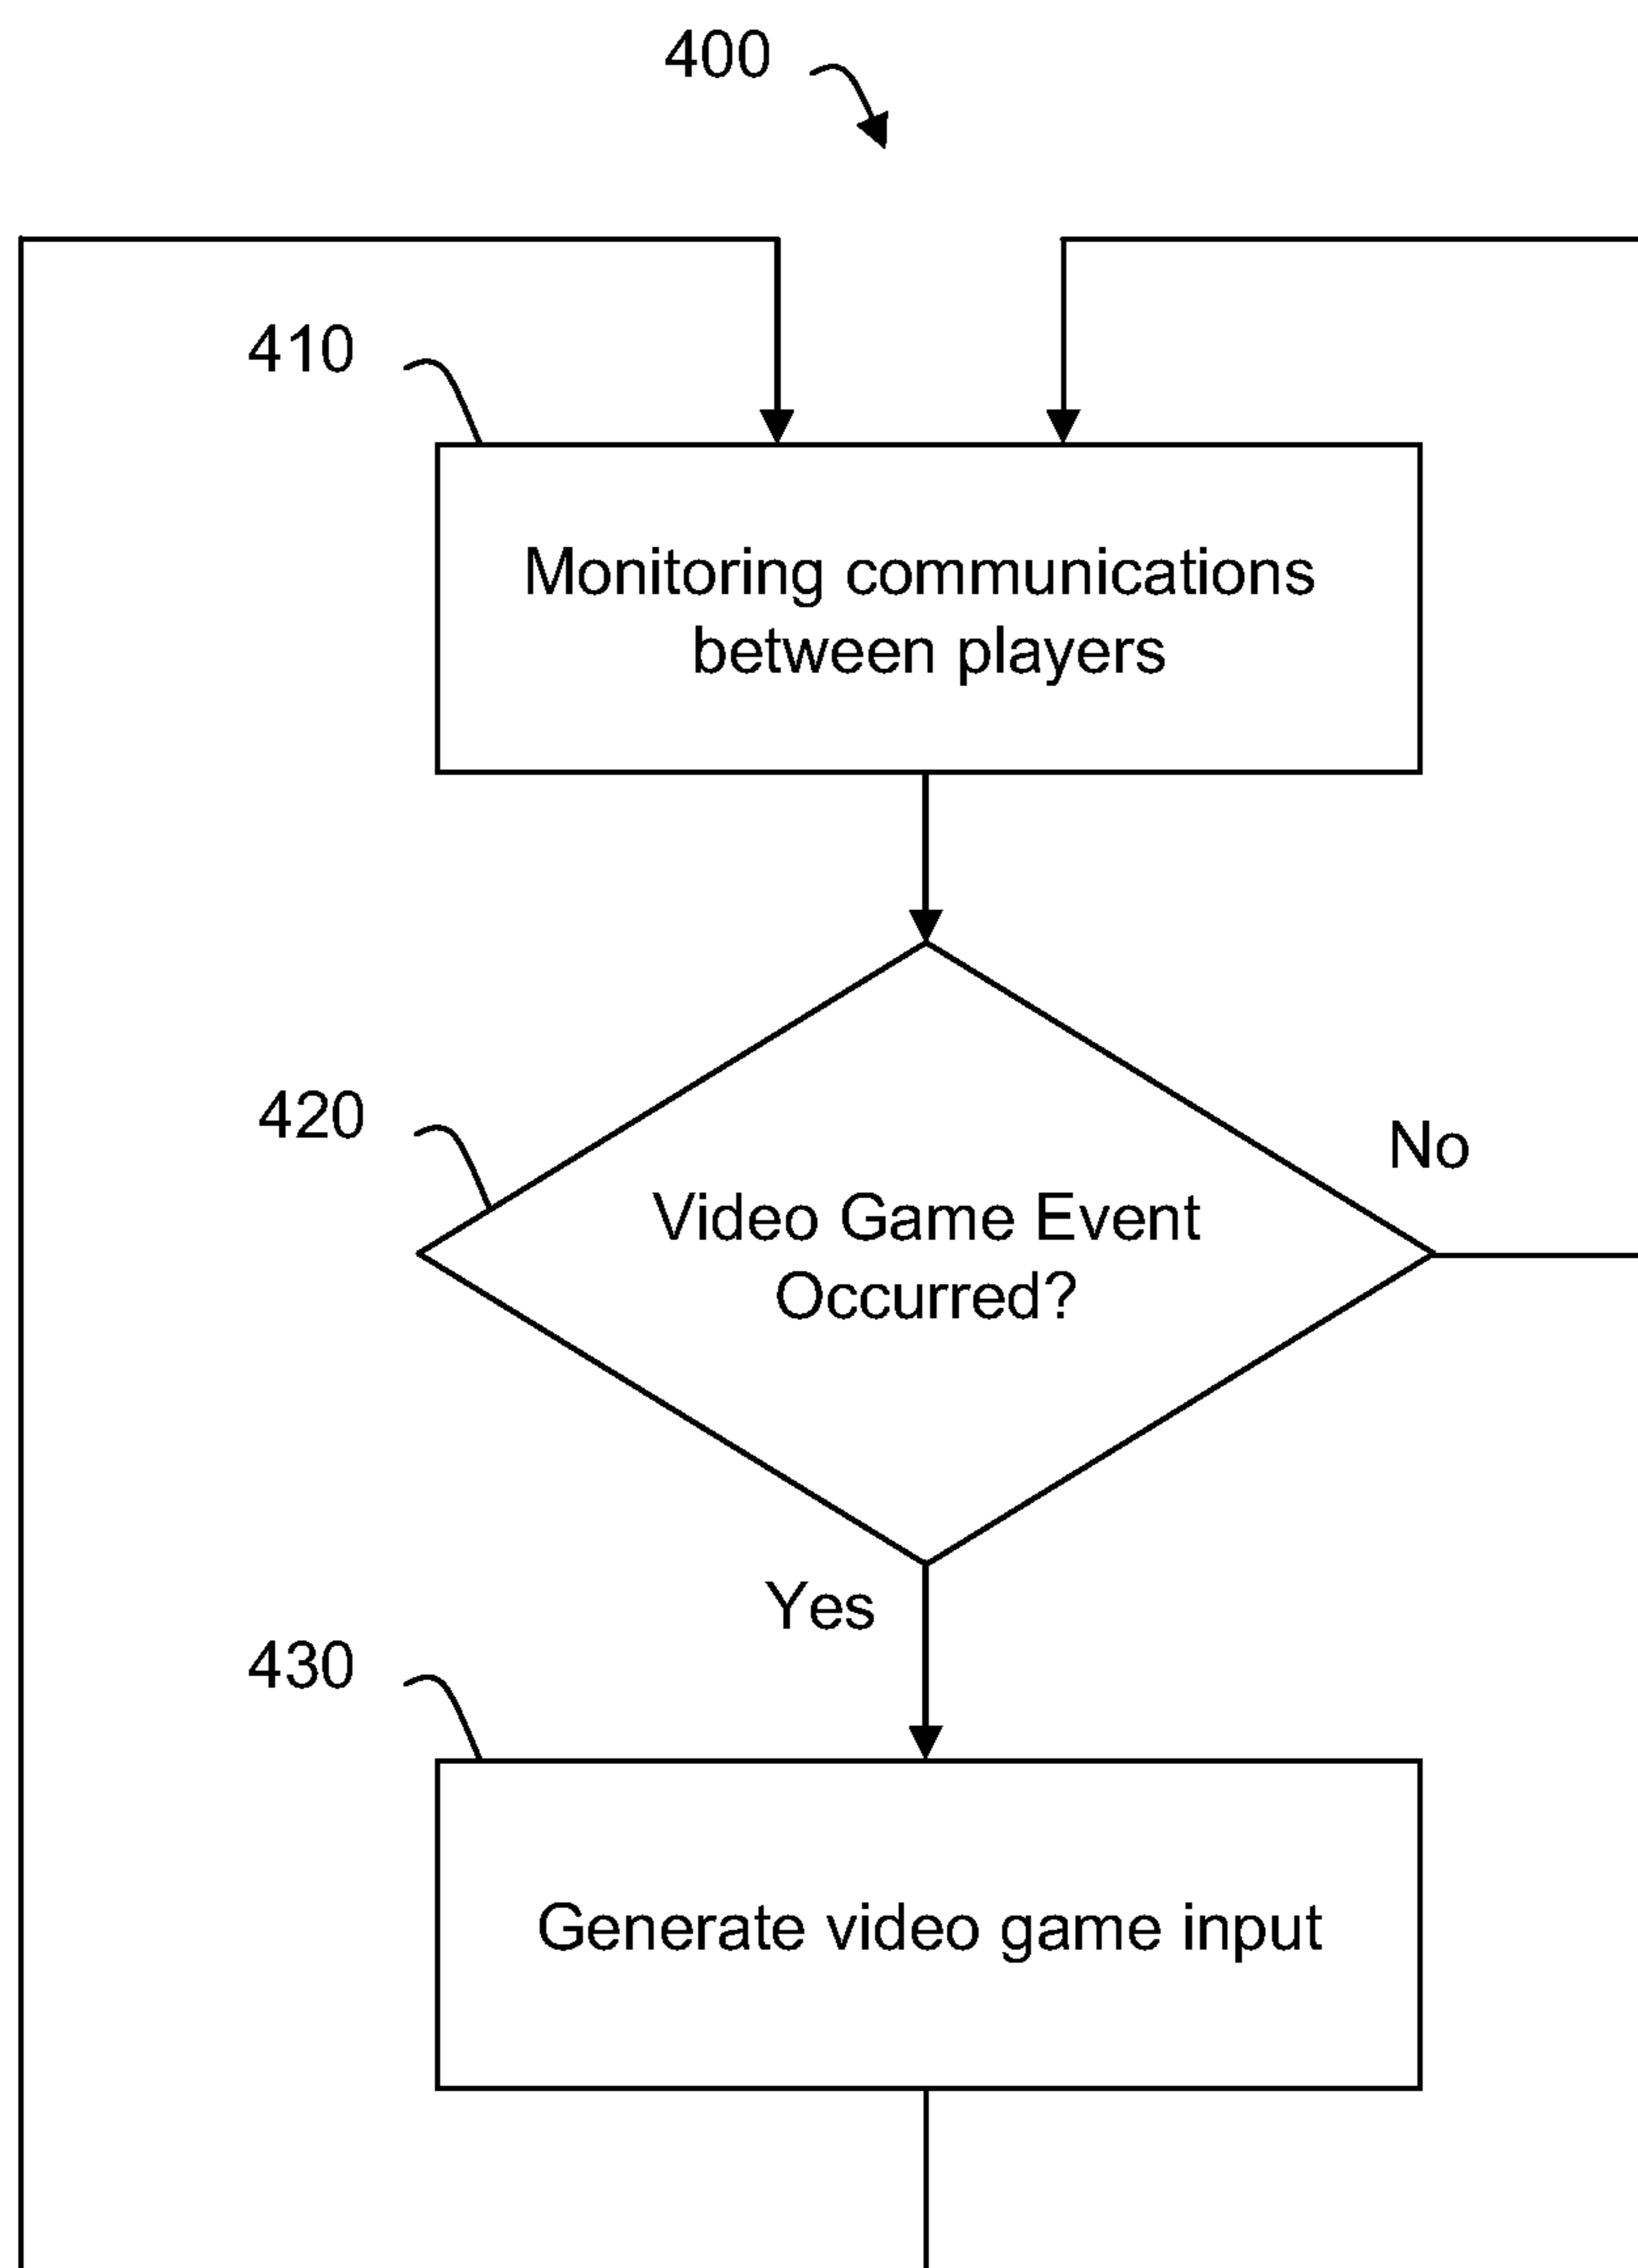 400
410
Monitoring communications
between players
420
No
Video Game Event
Occurred?
Yes
430
Generate video game input